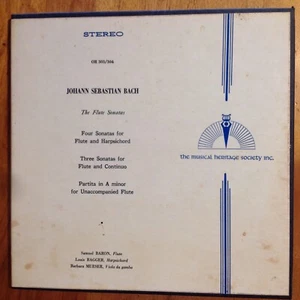 STEREO
OR 303/304
JOHANN SEBASTIAN BACH
The Flute Sonatas
Four Sonatas for
Flute and Harpsichord
Three Sonatas for
Flute and Continuo
Partita in A minor
for Unaccompanied Flute
the musical heritage society inc.
Samuel BARON, Flute
Louis BAGGER, Harpsichord
Barbara MUESER, Viola da gamba